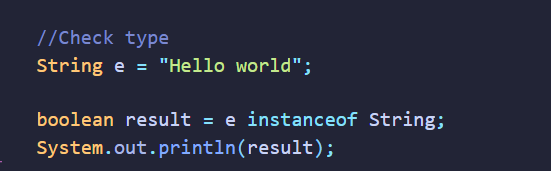 //Check type
String e = "Hello world";
boolean result = e instanceof String;
System.out.println(result);